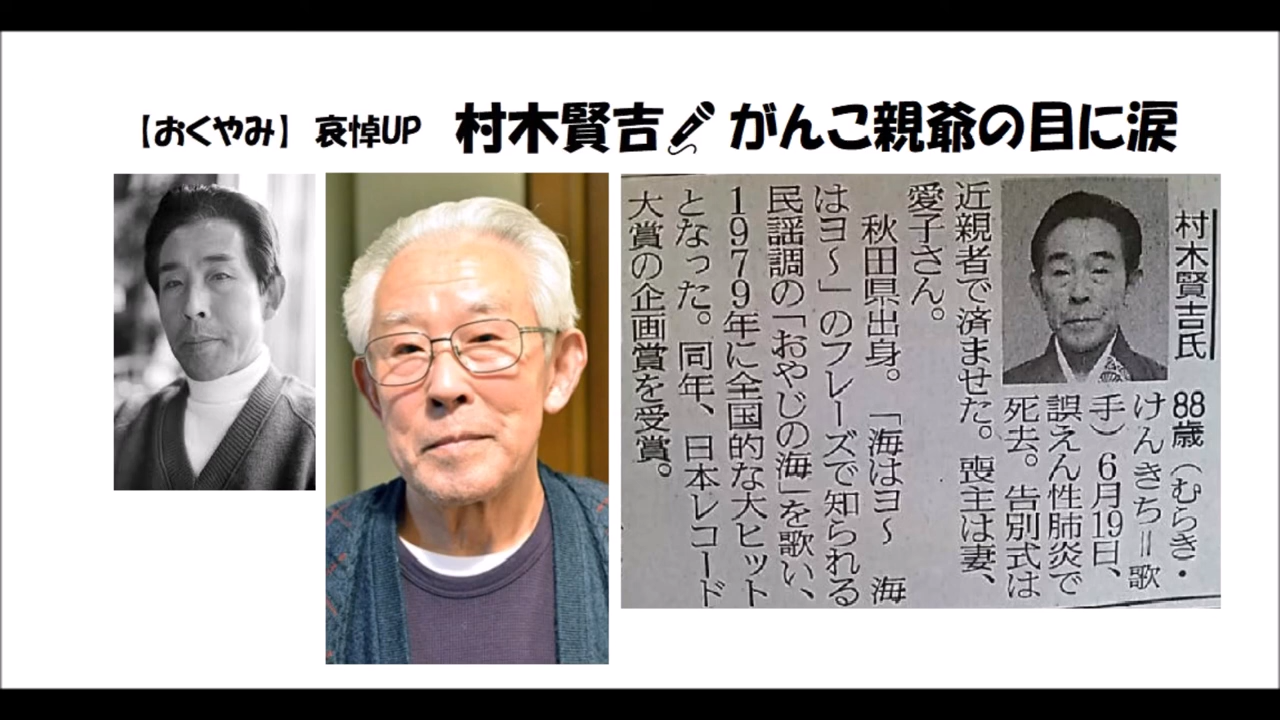 【おくやみ】 哀悼UP 村木賢吉 がんこ親爺の目に涙
村木賢吉氏
88歳（むらき・
けんきち＝歌
手）6月19日、
誤えん性肺炎で
死去。告別式は
近親者で済ませた。喪主は妻、
愛子さん。
秋田県出身。「海はヨ〜 海
はヨ〜」のフレーズで知られる
民謡調の「おやじの海」を歌い、
1979年に全国的な大ヒット
となった。同年、日本レコード
大賞の企画賞を受賞。